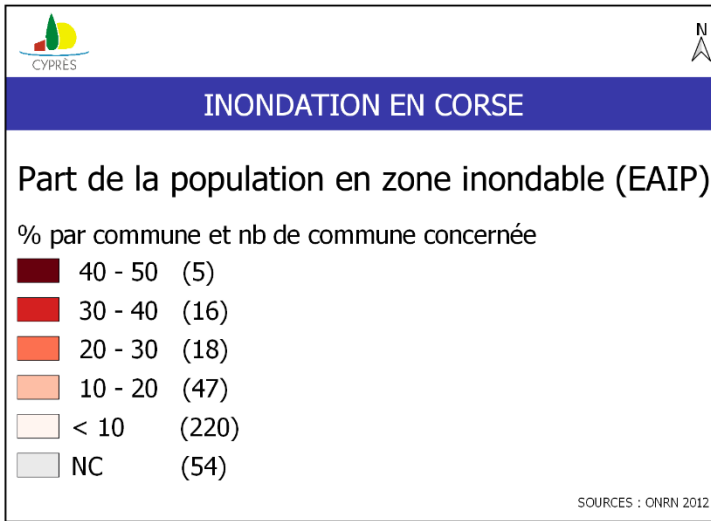 CYPRÈS
N
INONDATION EN CORSE
Part de la population en zone inondable (EAIP)
% par commune et nb de commune concernée
40 - 50 (5)
30 - 40 (16)
20 - 30 (18)
10 - 20 (47)
< 10 (220)
NC (54)
SOURCES : ONRN 2012